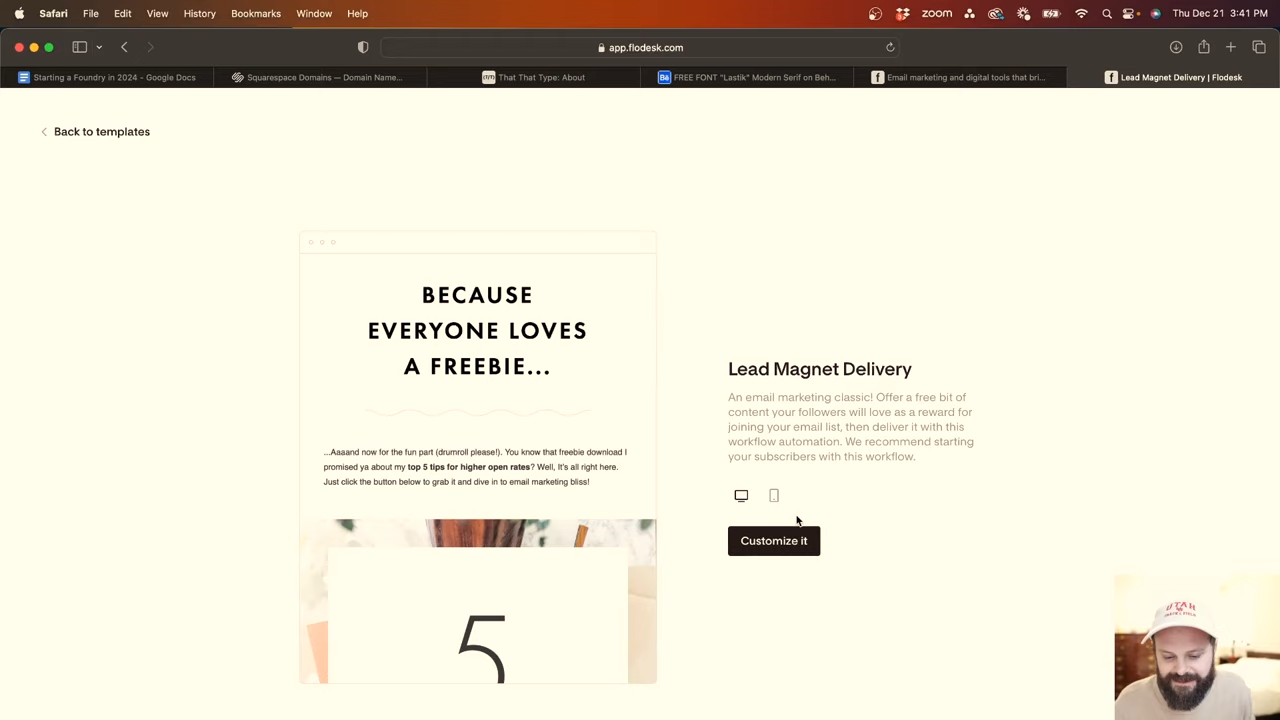 Safari File Edit View History Bookmarks Window Help zoom Thu Dec 21 3:41 PM
app.flodesk.com
Starting a Foundry in 2024 - Google Docs
Squarespace Domains — Domain Name...
That That Type: About
FREE FONT "Lastik" Modern Serif on Beh...
Email marketing and digital tools that bri...
Lead Magnet Delivery | Flodesk
Back to templates
BECAUSE
EVERYONE LOVES
A FREEBIE...
...Aaaand now for the fun part (drumroll please!). You know that freebie download I
promised ya about my top 5 tips for higher open rates? Well, It's all right here.
Just click the button below to grab it and dive in to email marketing bliss!
5
Lead Magnet Delivery
An email marketing classic! Offer a free bit of
content your followers will love as a reward for
joining your email list, then deliver it with this
workflow automation. We recommend starting
your subscribers with this workflow.
Customize it
UTAH